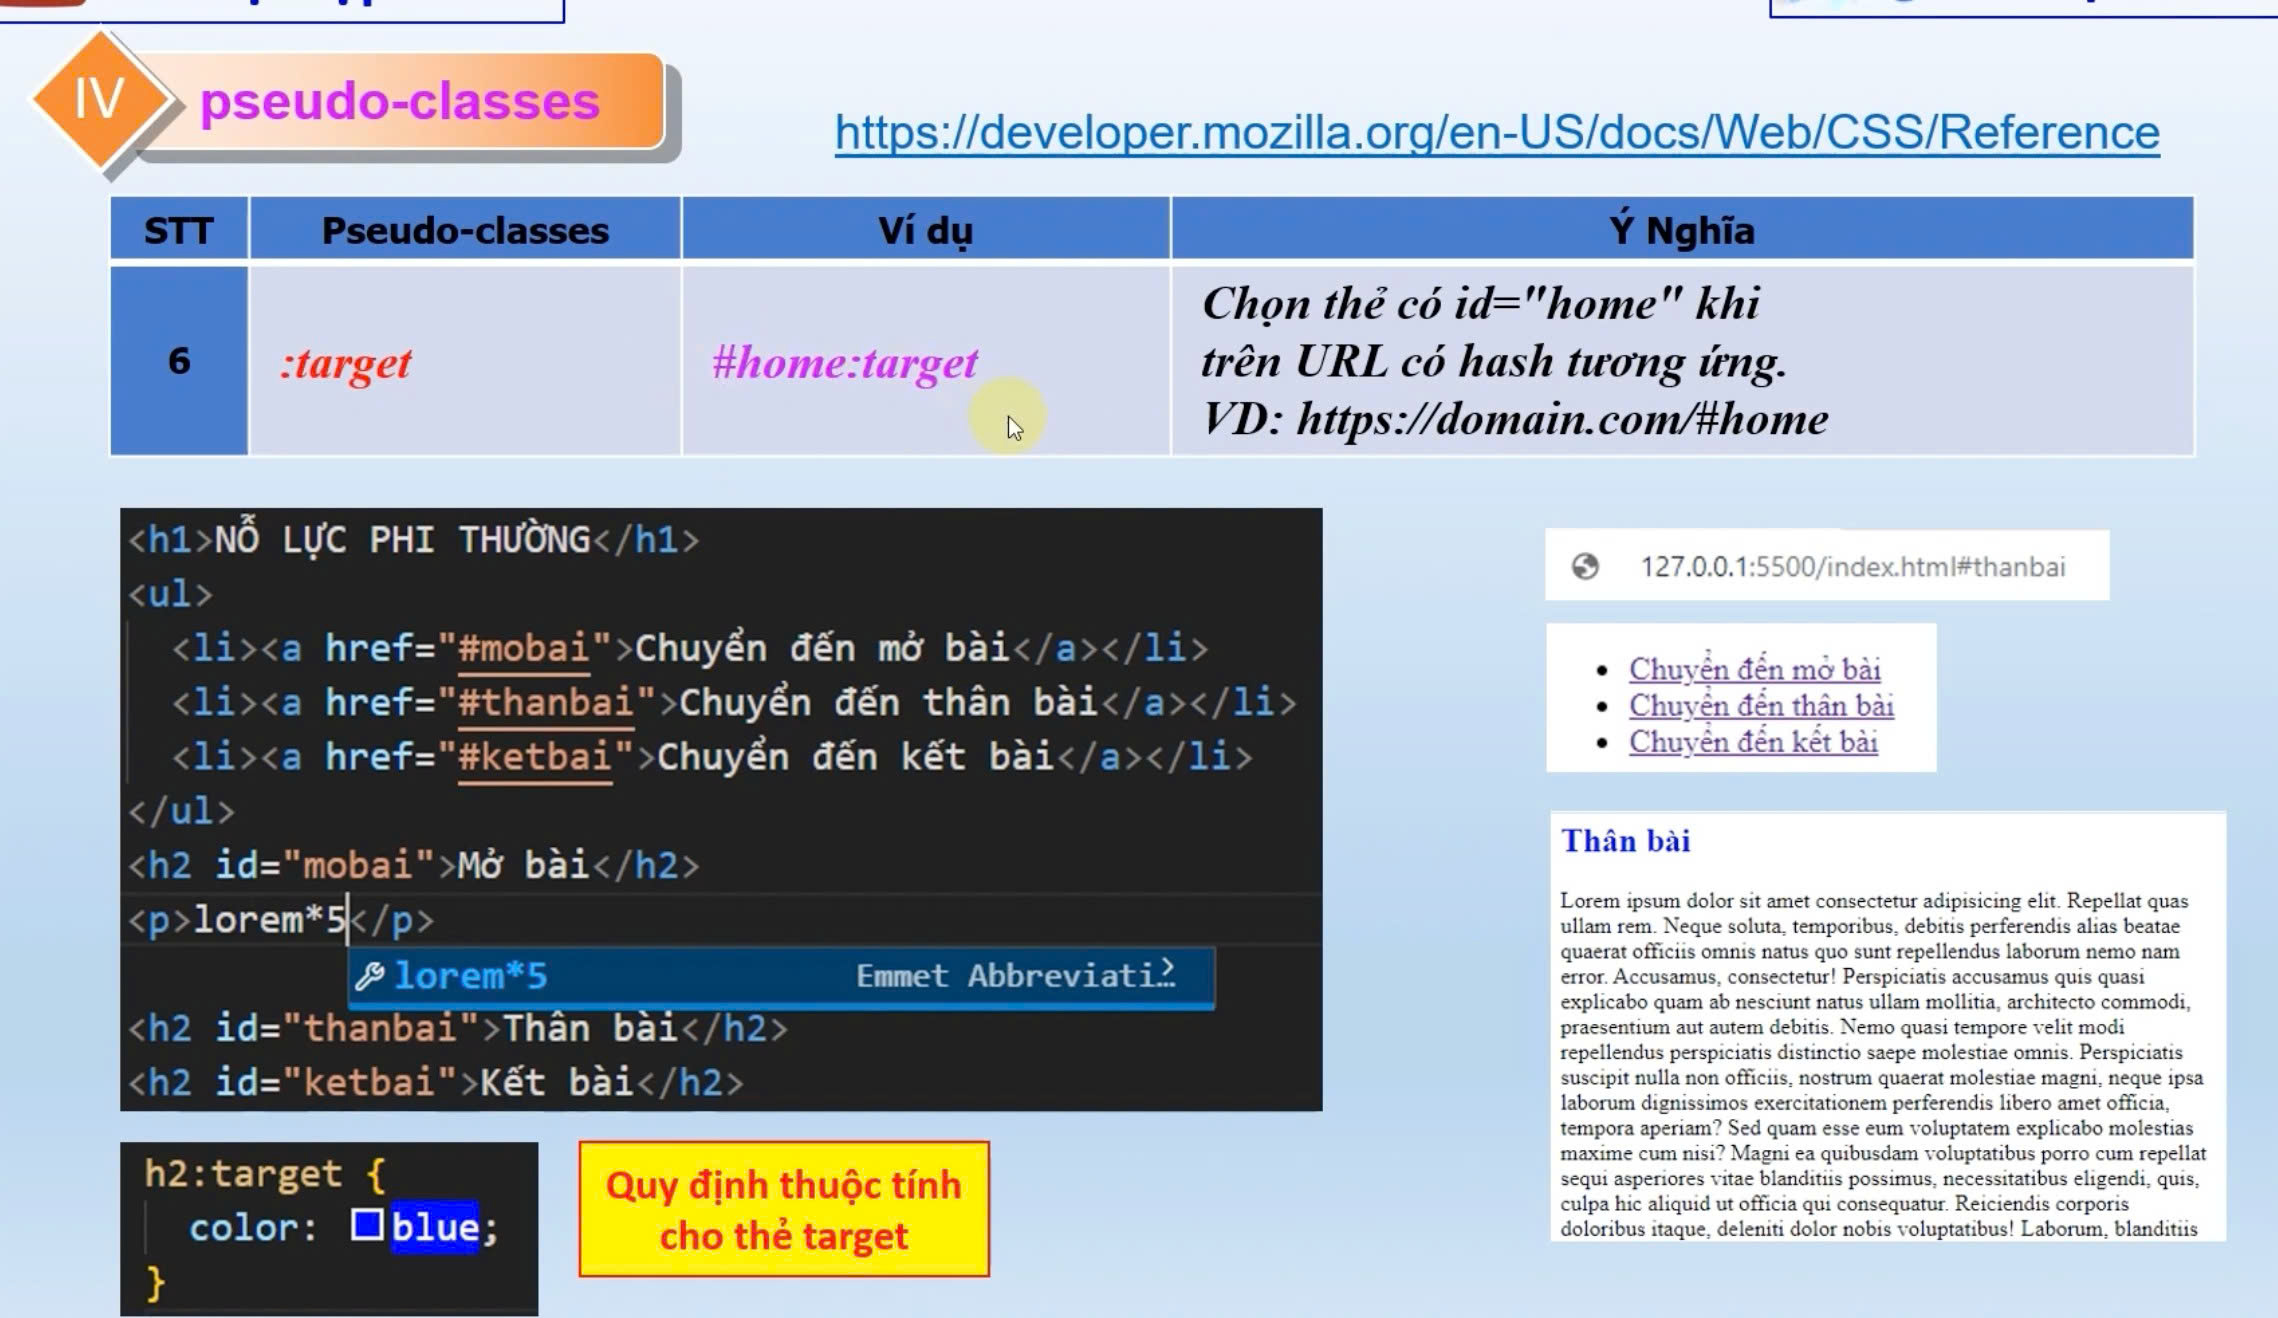 IV
pseudo-classes
https://developer.mozilla.org/en-US/docs/Web/CSS/Reference
STT Pseudo-classes Ví dụ Ý Nghĩa
6 :target #home:target
Chọn thẻ có id="home" khi
trên URL có hash tương ứng.
VD: https://domain.com/#home
<h1>NỖ LỰC PHI THƯỜNG</h1>
<ul>
<li><a href="#mobai">Chuyển đến mở bài</a></li>
<li><a href="#thanbai">Chuyển đến thân bài</a></li>
<li><a href="#ketbai">Chuyển đến kết bài</a></li>
</ul>
<h2 id="mobai">Mở bài</h2>
<p>lorem*5</p>
lorem*5 Emmet Abbreviati…
<h2 id="thanbai">Thân bài</h2>
<h2 id="ketbai">Kết bài</h2>
h2:target {
color: blue;
}
Quy định thuộc tính
cho thẻ target
127.0.0.1:5500/index.html#thanbai
• Chuyển đến mở bài
• Chuyển đến thân bài
• Chuyển đến kết bài
Thân bài
Lorem ipsum dolor sit amet consectetur adipisicing elit. Repellat quas
ullam rem. Neque soluta, temporibus, debitis perferendis alias beatae
quaerat officiis omnis natus quo sunt repellendus laborum nemo nam
error. Accusamus, consectetur! Perspiciatis accusamus quis quasi
explicabo quam ab nesciunt natus ullam mollitia, architecto commodi,
praesentium aut autem debitis. Nemo quasi tempore velit modi
repellendus perspiciatis distinctio saepe molestiae omnis. Perspiciatis
suscipit nulla non officiis, nostrum quaerat molestiae magni, neque ipsa
laborum dignissimos exercitationem perferendis libero amet officia,
tempora aperiam? Sed quam esse eum voluptatem explicabo molestias
maxime cum nisi? Magni ea quibusdam voluptatibus porro cum repellat
sequi asperiores vitae blanditiis possimus, necessitatibus eligendi, quis,
culpa hic aliquid ut officia qui consequatur. Reiciendis corporis
doloribus itaque, deleniti dolor nobis voluptatibus! Laborum, blanditiis